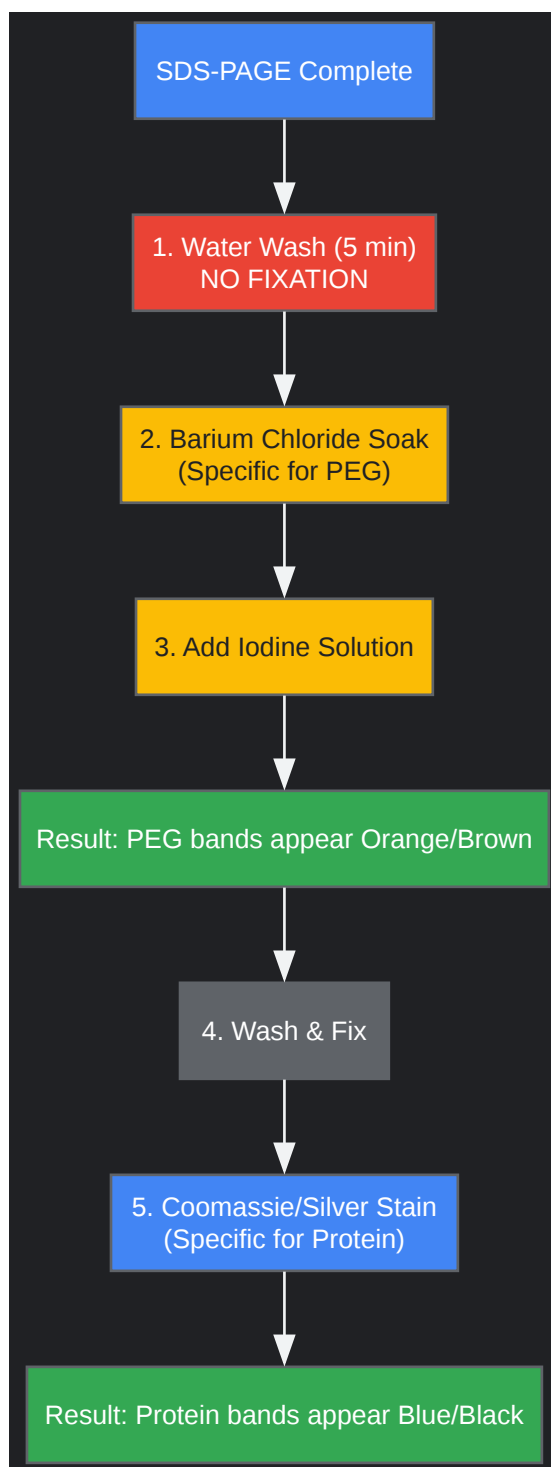 SDS-PAGE Complete
1. Water Wash (5 min)
NO FIXATION
2. Barium Chloride Soak
(Specific for PEG)
3. Add Iodine Solution
Result: PEG bands appear Orange/Brown
4. Wash & Fix
5. Coomassie/Silver Stain
(Specific for Protein)
Result: Protein bands appear Blue/Black